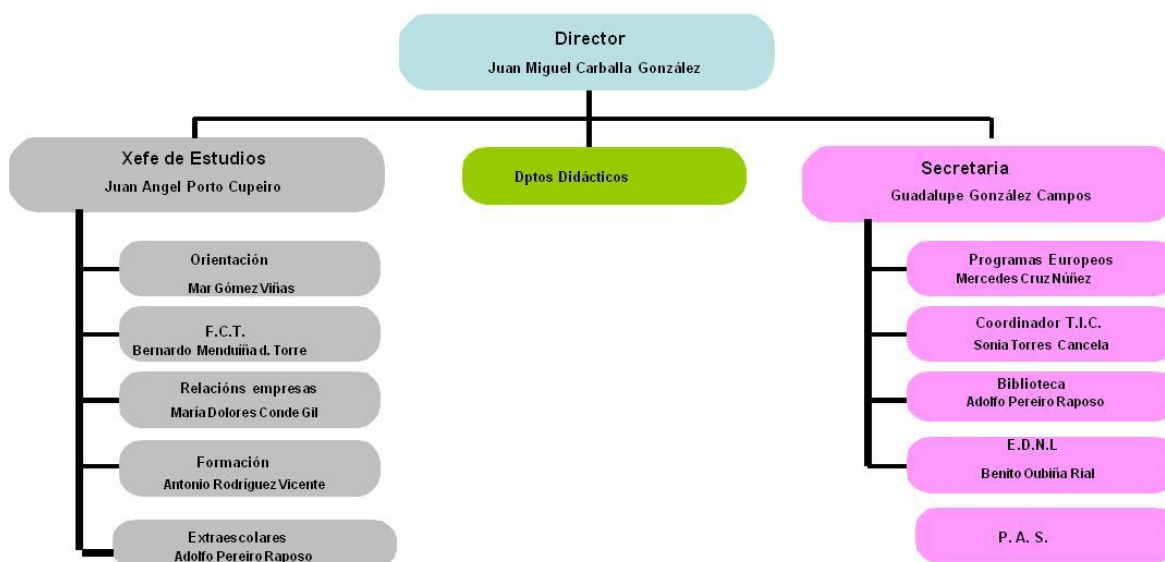 Director
Juan Miguel Carballa González
Xefe de Estudios
Juan Angel Porto Cupeiro
Dptos Didácticos
Secretaria
Guadalupe González Campos
Orientación
Mar Gómez Viñas
F.C.T.
Bernardo Menduíña d. Torre
Relacións empresas
María Dolores Conde Gil
Formación
Antonio Rodríguez Vicente
Extraescolares
Adolfo Pereiro Raposo
Programas Europeos
Mercedes Cruz Núñez
Coordinador T.I.C.
Sonia Torres Cancela
Biblioteca
Adolfo Pereiro Raposo
E.D.N.L
Benito Oubiña Rial
P. A. S.